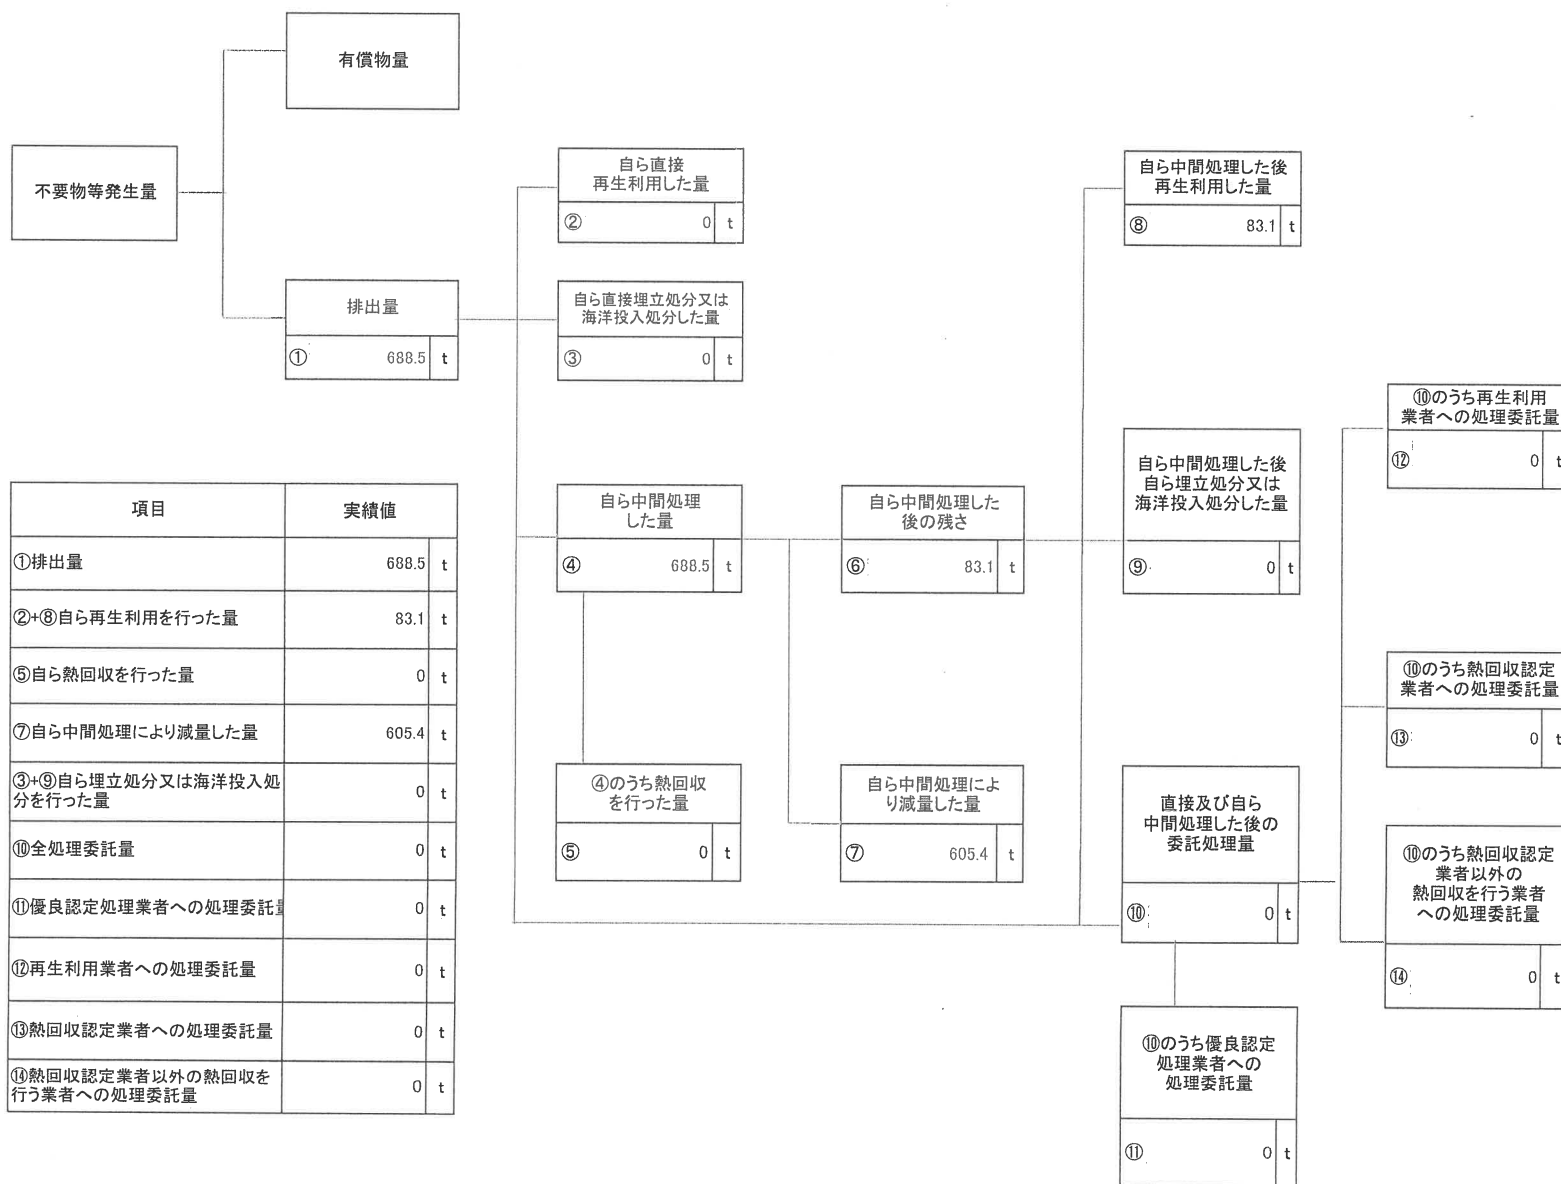 有償物量
不要物等発生量
排出量
① 688.5 t
自ら直接
再生利用した量
② 0 t
自ら直接埋立処分又は
海洋投入処分した量
③ 0 t
自ら中間処理
した量
④ 688.5 t
④のうち熱回収
を行った量
⑤ 0 t
自ら中間処理した
後の残さ
⑥ 83.1 t
自ら中間処理によ
り減量した量
⑦ 605.4 t
自ら中間処理した後
再生利用した量
⑧ 83.1 t
自ら中間処理した後
自ら埋立処分又は
海洋投入処分した量
⑨ 0 t
直接及び自ら
中間処理した後の
委託処理量
⑩ 0 t
⑩のうち優良認定
処理業者への
処理委託量
⑪ 0 t
⑩のうち再生利用
業者への処理委託量
⑫ 0 t
⑩のうち熱回収認定
業者への処理委託量
⑬ 0 t
⑩のうち熱回収認定
業者以外の
熱回収を行う業者
への処理委託量
⑭ 0 t
項目 実績値
①排出量 688.5 t
②+⑧自ら再生利用を行った量 83.1 t
⑤自ら熱回収を行った量 0 t
⑦自ら中間処理により減量した量 605.4 t
③+⑨自ら埋立処分又は海洋投入処
分を行った量 0 t
⑩全処理委託量 0 t
⑪優良認定処理業者への処理委託 0 t
⑫再生利用業者への処理委託量 0 t
⑬熱回収認定業者への処理委託量 0 t
⑭熱回収認定業者以外の熱回収を
行う業者への処理委託量 0 t